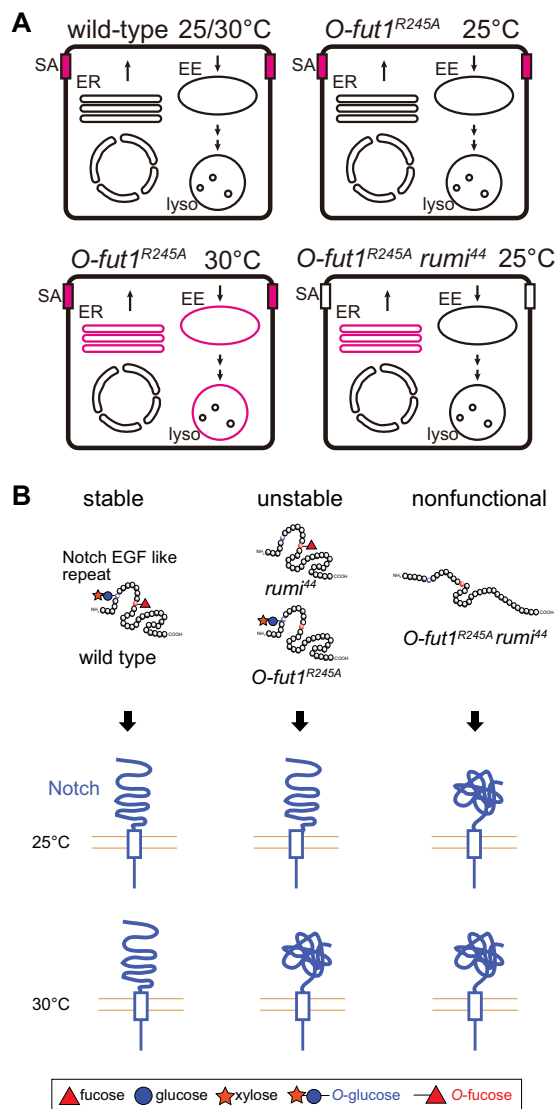 A
wild-type 25/30°C
O-fut1R245A 25°C
SA
ER
EE
lyso
SA
ER
EE
lyso
O-fut1R245A 30°C
O-fut1R245A rumi44 25°C
SA
ER
EE
lyso
SA
ER
EE
lyso
B
stable
unstable
nonfunctional
Notch EGF like
repeat
NH2
COOH
wild type
NH2
COOH
rumi44
NH2
COOH
O-fut1R245A
NH2
COOH
O-fut1R245A rumi44
Notch
25°C
30°C
fucose glucose xylose O-glucose O-fucose